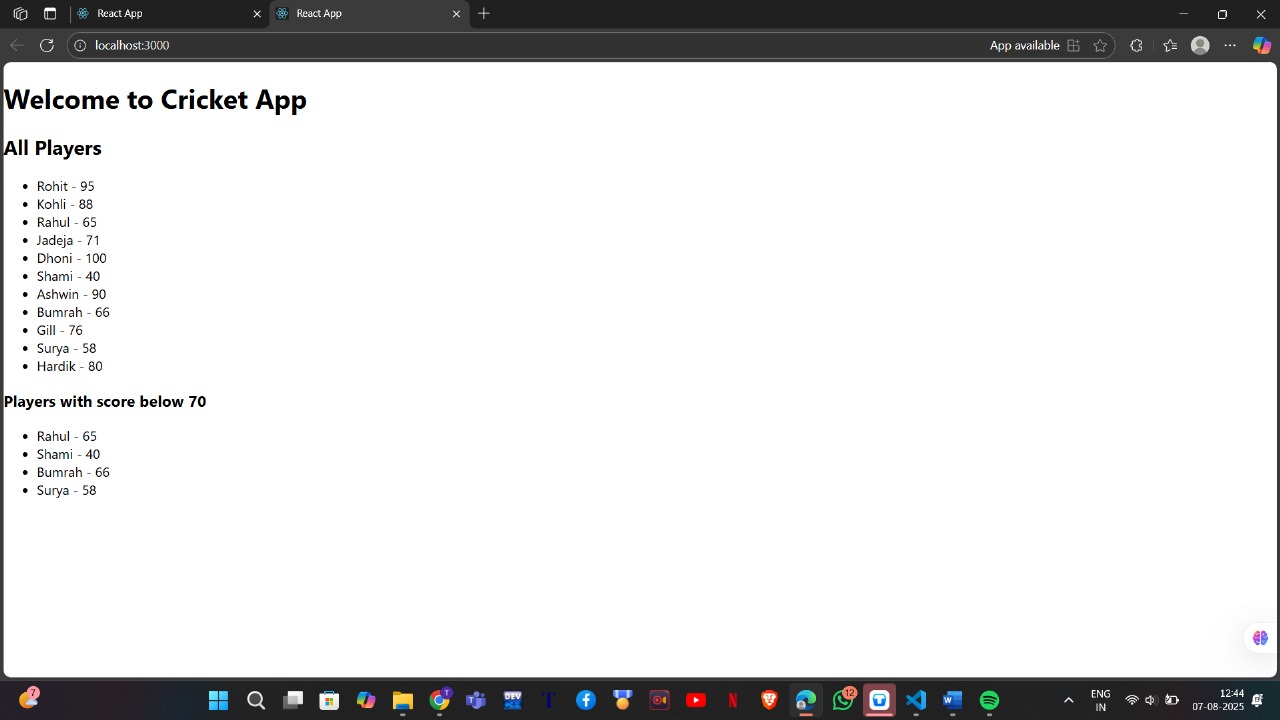 React App
React App
localhost:3000
App available
Welcome to Cricket App
All Players
Rohit - 95
Kohli - 88
Rahul - 65
Jadeja - 71
Dhoni - 100
Shami - 40
Ashwin - 90
Bumrah - 66
Gill - 76
Surya - 58
Hardik - 80
Players with score below 70
Rahul - 65
Shami - 40
Bumrah - 66
Surya - 58
7
T
DEV
T
N
12
W
ENG
IN
12:44
07-08-2025